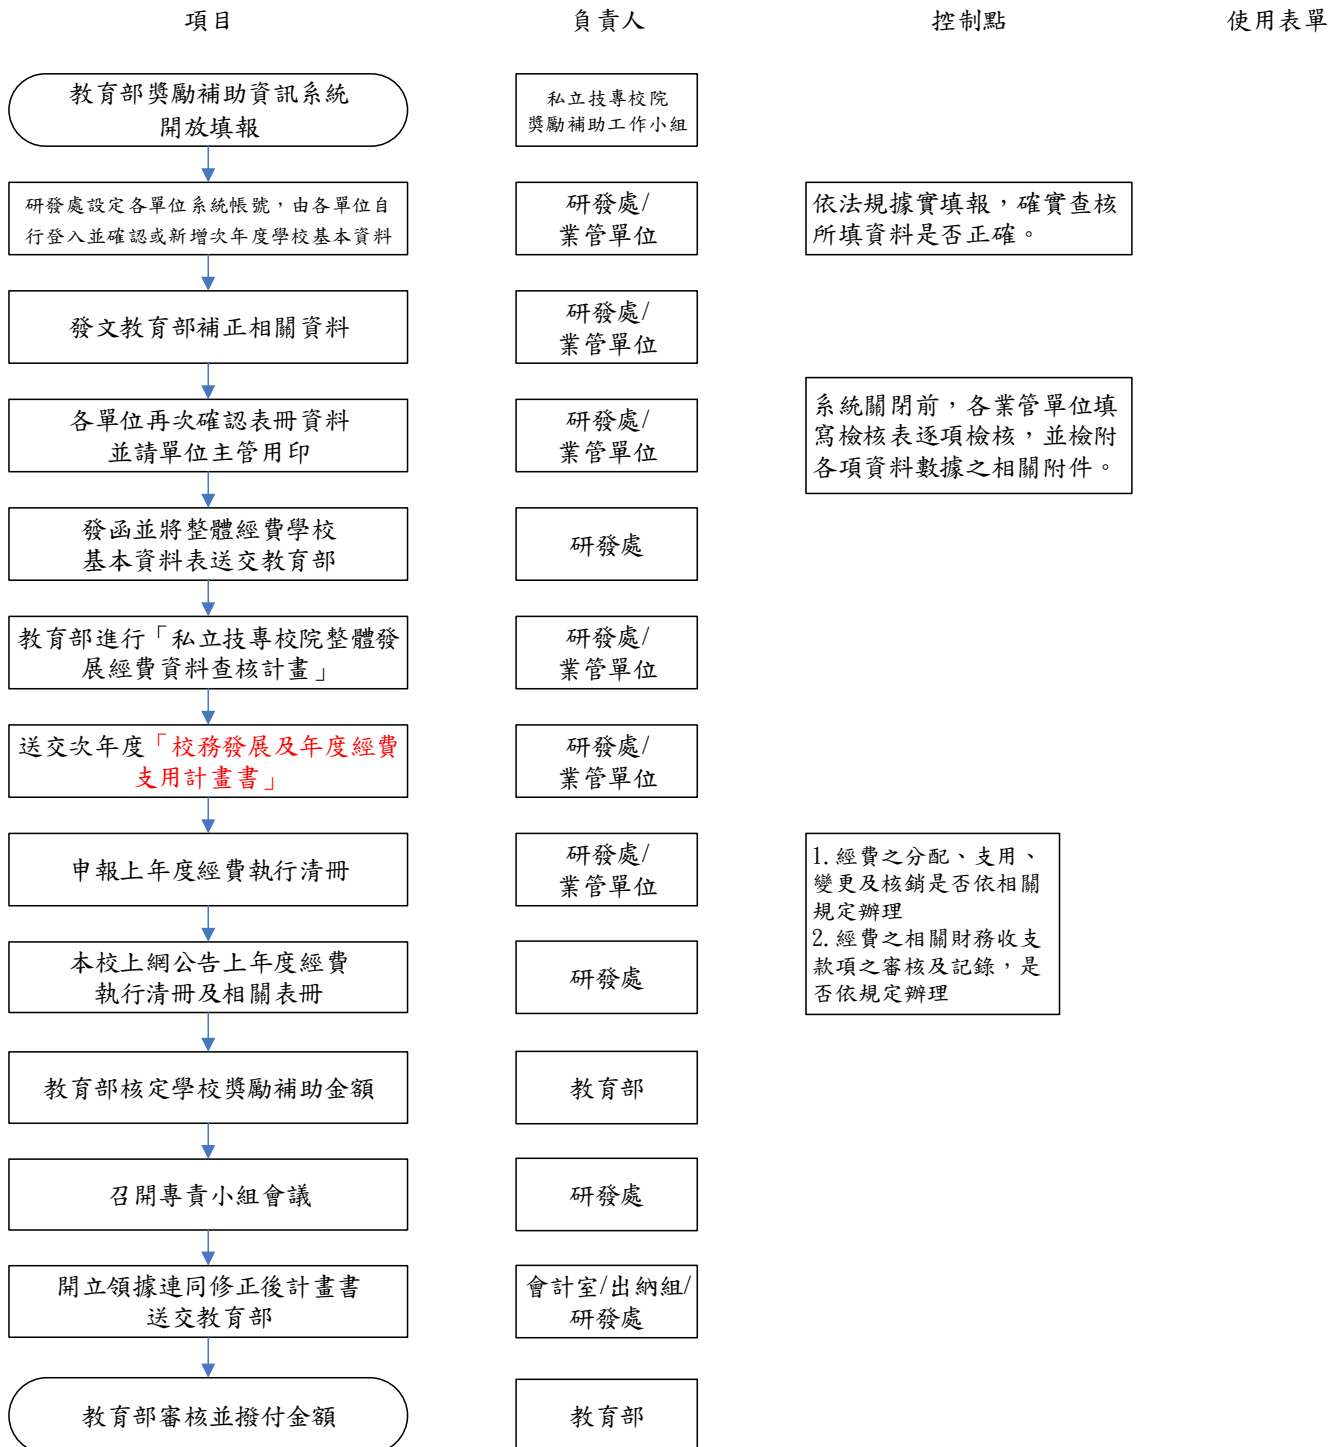 項目
負責人
控制點
使用表單
教育部獎勵補助資訊系統
開放填報
私立技專校院
獎勵補助工作小組
研發處設定各單位系統帳號，由各單位自
行登入並確認或新增次年度學校基本資料
研發處/
業管單位
依法規據實填報，確實查核
所填資料是否正確。
發文教育部補正相關資料
研發處/
業管單位
各單位再次確認表冊資料
並請單位主管用印
研發處/
業管單位
系統關閉前，各業管單位填
寫檢核表逐項檢核，並檢附
各項資料數據之相關附件。
發函並將整體經費學校
基本資料表送交教育部
研發處
教育部進行「私立技專校院整體發
展經費資料查核計畫」
研發處/
業管單位
送交次年度「校務發展及年度經費
支用計畫書」
研發處/
業管單位
申報上年度經費執行清冊
研發處/
業管單位
1.經費之分配、支用、
變更及核銷是否依相關
規定辦理
2.經費之相關財務收支
款項之審核及記錄，是
否依規定辦理
本校上網公告上年度經費
執行清冊及相關表冊
研發處
教育部核定學校獎勵補助金額
教育部
召開專責小組會議
研發處
開立領據連同修正後計畫書
送交教育部
會計室/出納組/
研發處
教育部審核並撥付金額
教育部